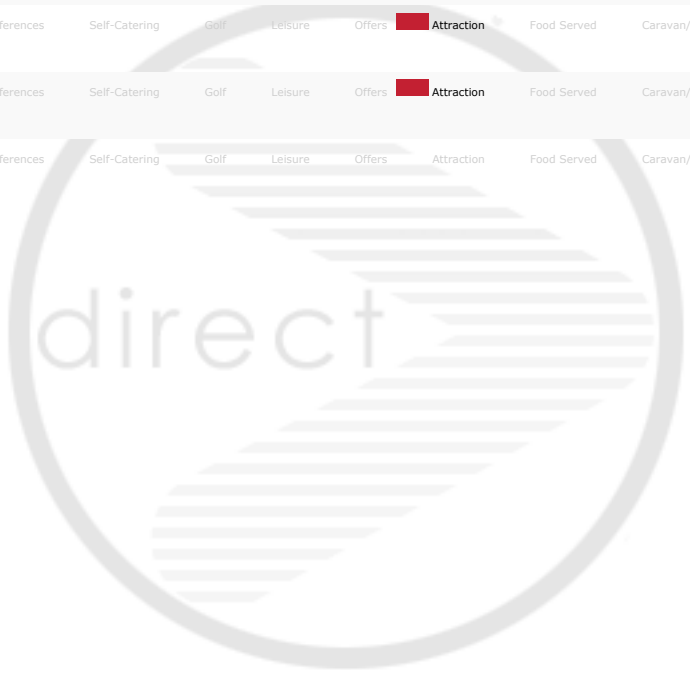 ferences Self-Catering Golf Leisure Offers Attraction Food Served Caravan/
ferences Self-Catering Golf Leisure Offers Attraction Food Served Caravan/
ferences Self-Catering Golf Leisure Offers Attraction Food Served Caravan/
direct